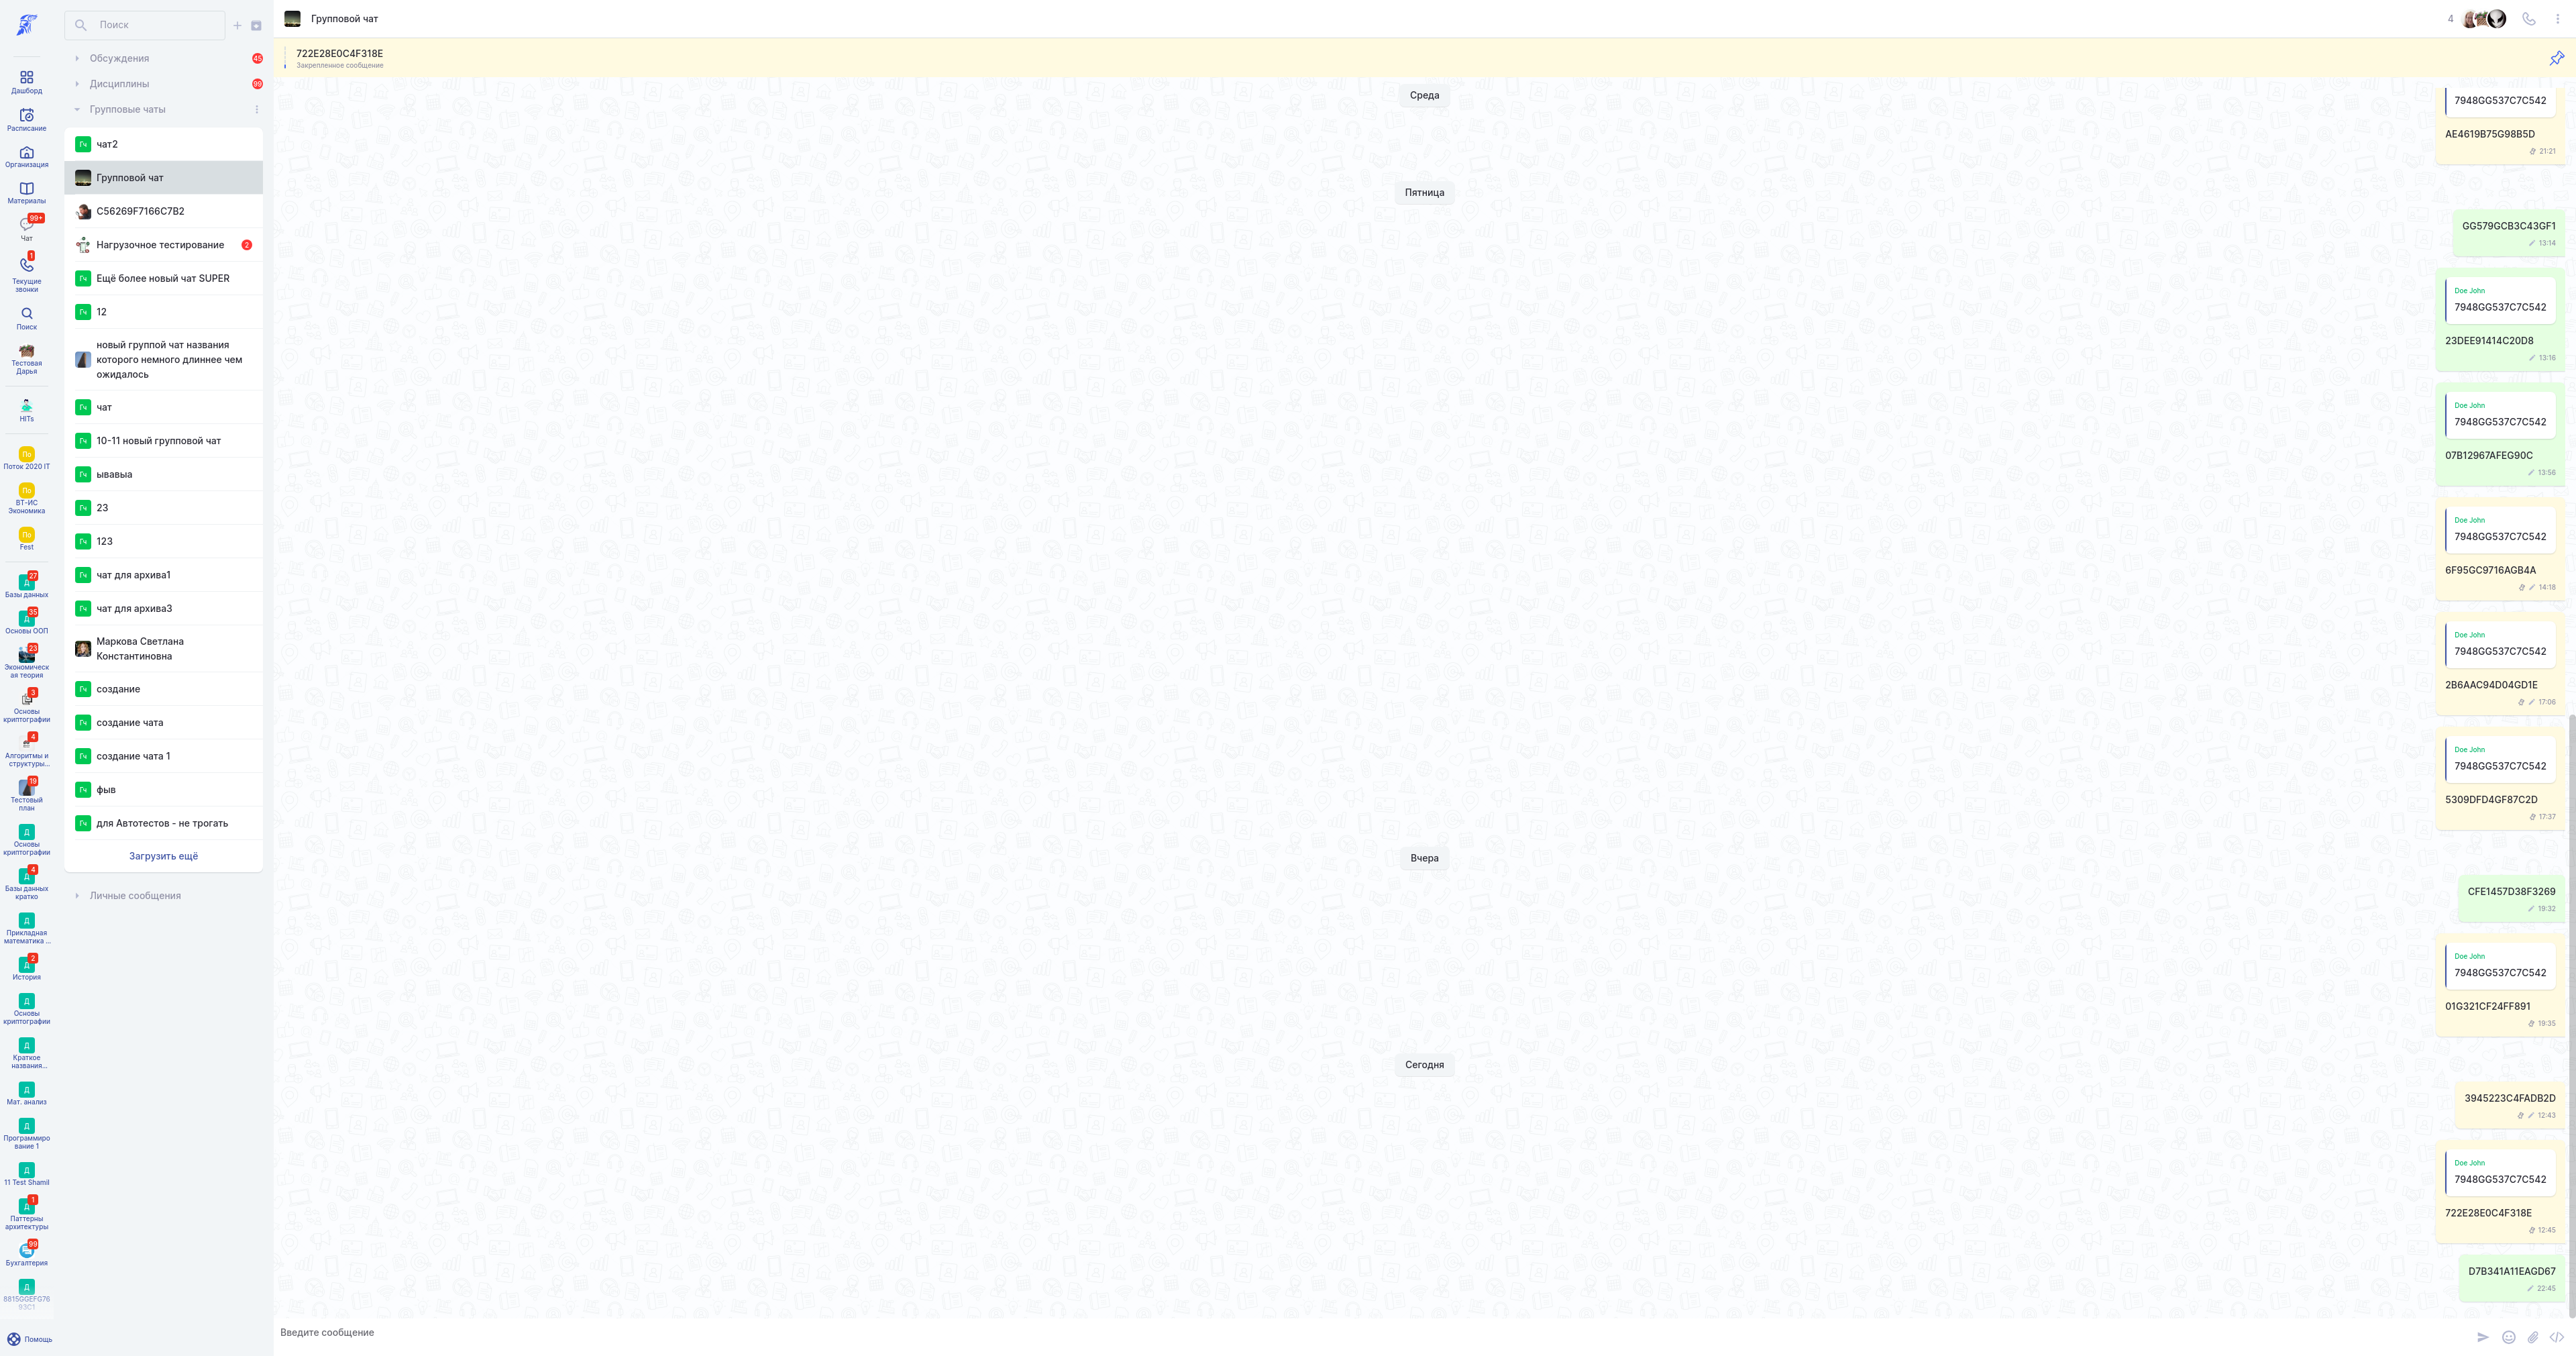 Дашборд
Расписание
Организация
Материалы
99+
Чат
1
Текущие
звонки
Поиск
Тестовая
Дарья
HITs
По
Поток 2020 IT
По
ВТ-ИС
Экономика
По
Fest
27
Д
Базы данных
35
Д
Основы ООП
23
Экономическ
ая теория
3
Основы
криптографии
4
Алгоритмы и
структуры...
19
Тестовый
план
Д
Основы
криптографии
4
Д
Базы данных
кратко
Д
Прикладная
математика ...
2
Д
История
Д
Основы
криптографии
Д
Краткое
названия...
Д
Мат. анализ
Д
Программиро
вание 1
Д
11 Test Shamil
1
Д
Паттерны
архитектуры
99
Бухгалтерия
Д
8815GGEFG76
93C1
Помощь
Поиск
Обсуждения
45
Дисциплины
99
Групповые чаты
Гч чат2
Групповой чат
C56269F7166C7B2
Нагрузочное тестирование 2
Гч Ещё более новый чат SUPER
Гч 12
новый группой чат названия
которого немного длиннее чем
ожидалось
Гч чат
Гч 10-11 новый групповой чат
Гч ывавыа
Гч 23
Гч 123
Гч чат для архива1
Гч чат для архива3
Маркова Светлана
Константиновна
Гч создание
Гч создание чата
Гч создание чата 1
Гч фыв
Гч для Автотестов - не трогать
Загрузить ещё
Личные сообщения
Групповой чат
4
722E28E0C4F318E
Закрепленное сообщение
Среда
7948GG537C7C542
AE4619B75G98B5D
21:21
Пятница
GG579GCB3C43GF1
13:14
Doe John
7948GG537C7C542
23DEE91414C20D8
13:16
Doe John
7948GG537C7C542
07B12967AFEG90C
13:56
Doe John
7948GG537C7C542
6F95GC9716AGB4A
14:18
Doe John
7948GG537C7C542
2B6AAC94D04GD1E
17:06
Doe John
7948GG537C7C542
5309DFD4GF87C2D
17:37
Вчера
CFE1457D38F3269
19:32
Doe John
7948GG537C7C542
01G321CF24FF891
19:35
Сегодня
3945223C4FADB2D
12:43
Doe John
7948GG537C7C542
722E28E0C4F318E
12:45
D7B341A11EAGD67
22:45
Введите сообщение